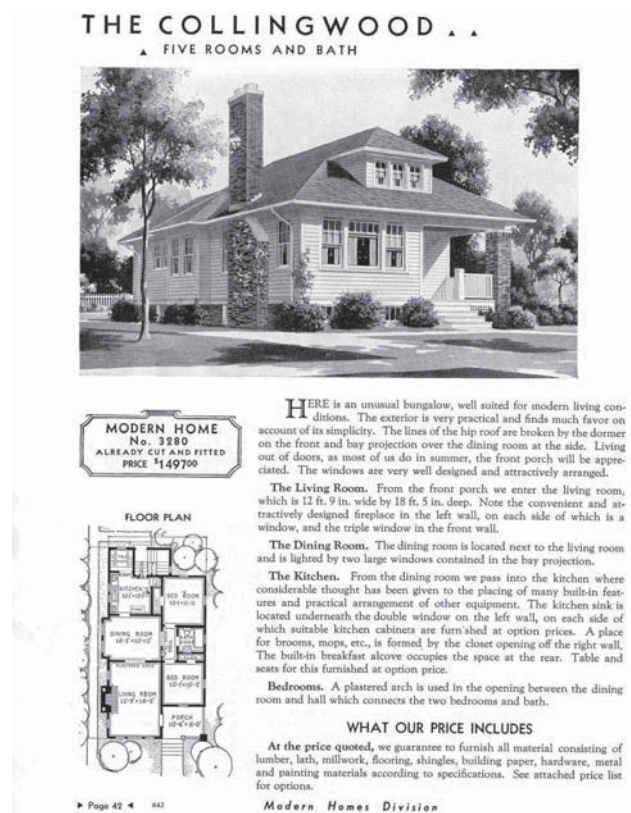 THE COLLINGWOOD
FIVE ROOMS AND BATH
MODERN HOME
No. 3280
ALREADY CUT AND FITTED
PRICE $1497⁰⁰
HERE is an unusual bungalow, well suited for modern living con-
ditions. The exterior is very practical and finds much favor on
account of its simplicity. The lines of the hip roof are broken by the dormer
on the front and bay projection over the dining room at the side. Living
out of doors, as most of us do in summer, the front porch will be appre-
ciated. The windows are very well designed and attractively arranged.
The Living Room. From the front porch we enter the living room,
which is 12 ft. 9 in. wide by 18 ft. 5 in. deep. Note the convenient and at-
tractively designed fireplace in the left wall, on each side of which is a
window, and the triple window in the front wall.
The Dining Room. The dining room is located next to the living room
and is lighted by two large windows contained in the bay projection.
The Kitchen. From the dining room we pass into the kitchen where
considerable thought has been given to the placing of many built-in feat-
ures and practical arrangement of other equipment. The kitchen sink is
located underneath the double window on the left wall, on each side of
which suitable kitchen cabinets are furnished at option prices. A place
for brooms, mops, etc., is formed by the closet opening off the right wall.
The built-in breakfast alcove occupies the space at the rear. Table and
seats for this furnished at option price.
Bedrooms. A plastered arch is used in the opening between the dining
room and hall which connects the two bedrooms and bath.
WHAT OUR PRICE INCLUDES
At the price quoted, we guarantee to furnish all material consisting of
lumber, lath, millwork, flooring, shingles, building paper, hardware, metal
and painting materials according to specifications. See attached price list
for options.
FLOOR PLAN
KITCHEN
BED ROOM
DINING ROOM
14'-3"×10'-10"
PLASTERED ARCH
BED ROOM
LIVING ROOM
12'-9"×18'-5"
PORCH
Page 42
642
Modern Homes Division